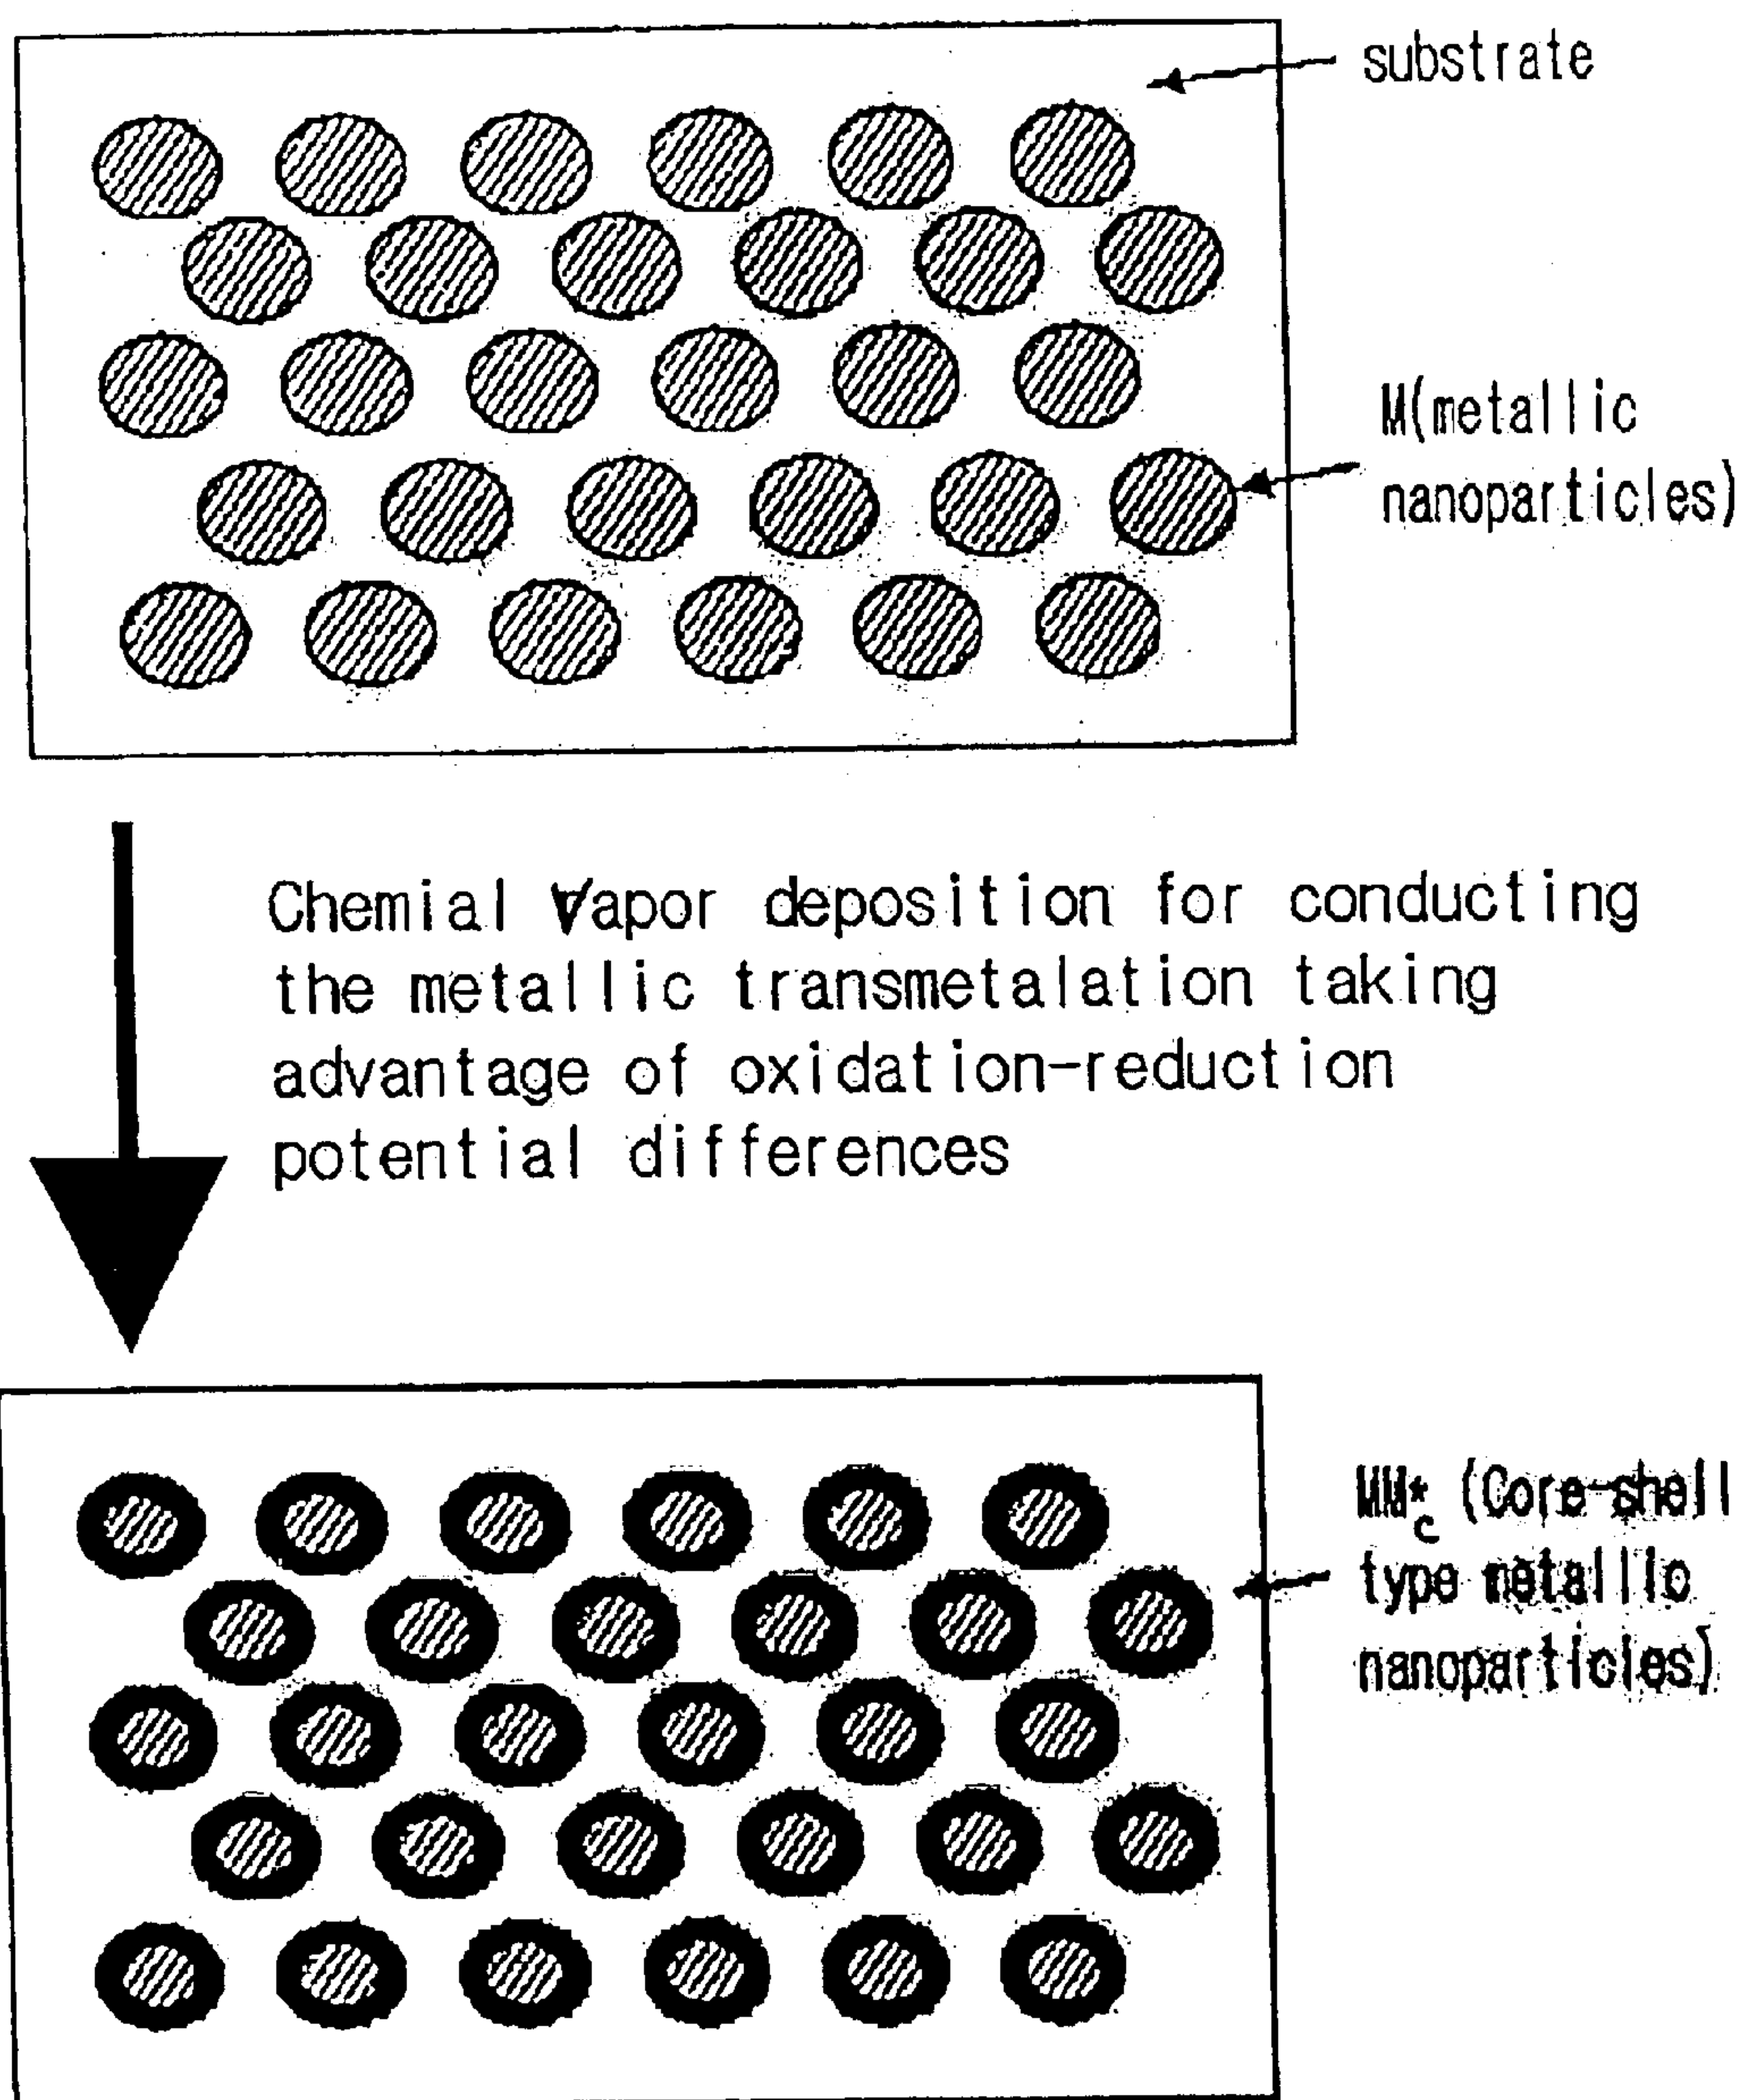 substrate
M(metallic
nanoparticles)
Chemial Vapor deposition for conducting
the metallic transmetalation taking
advantage of oxidation-reduction
potential differences
MM*c (Core-shell
type metallic
nanoparticles)